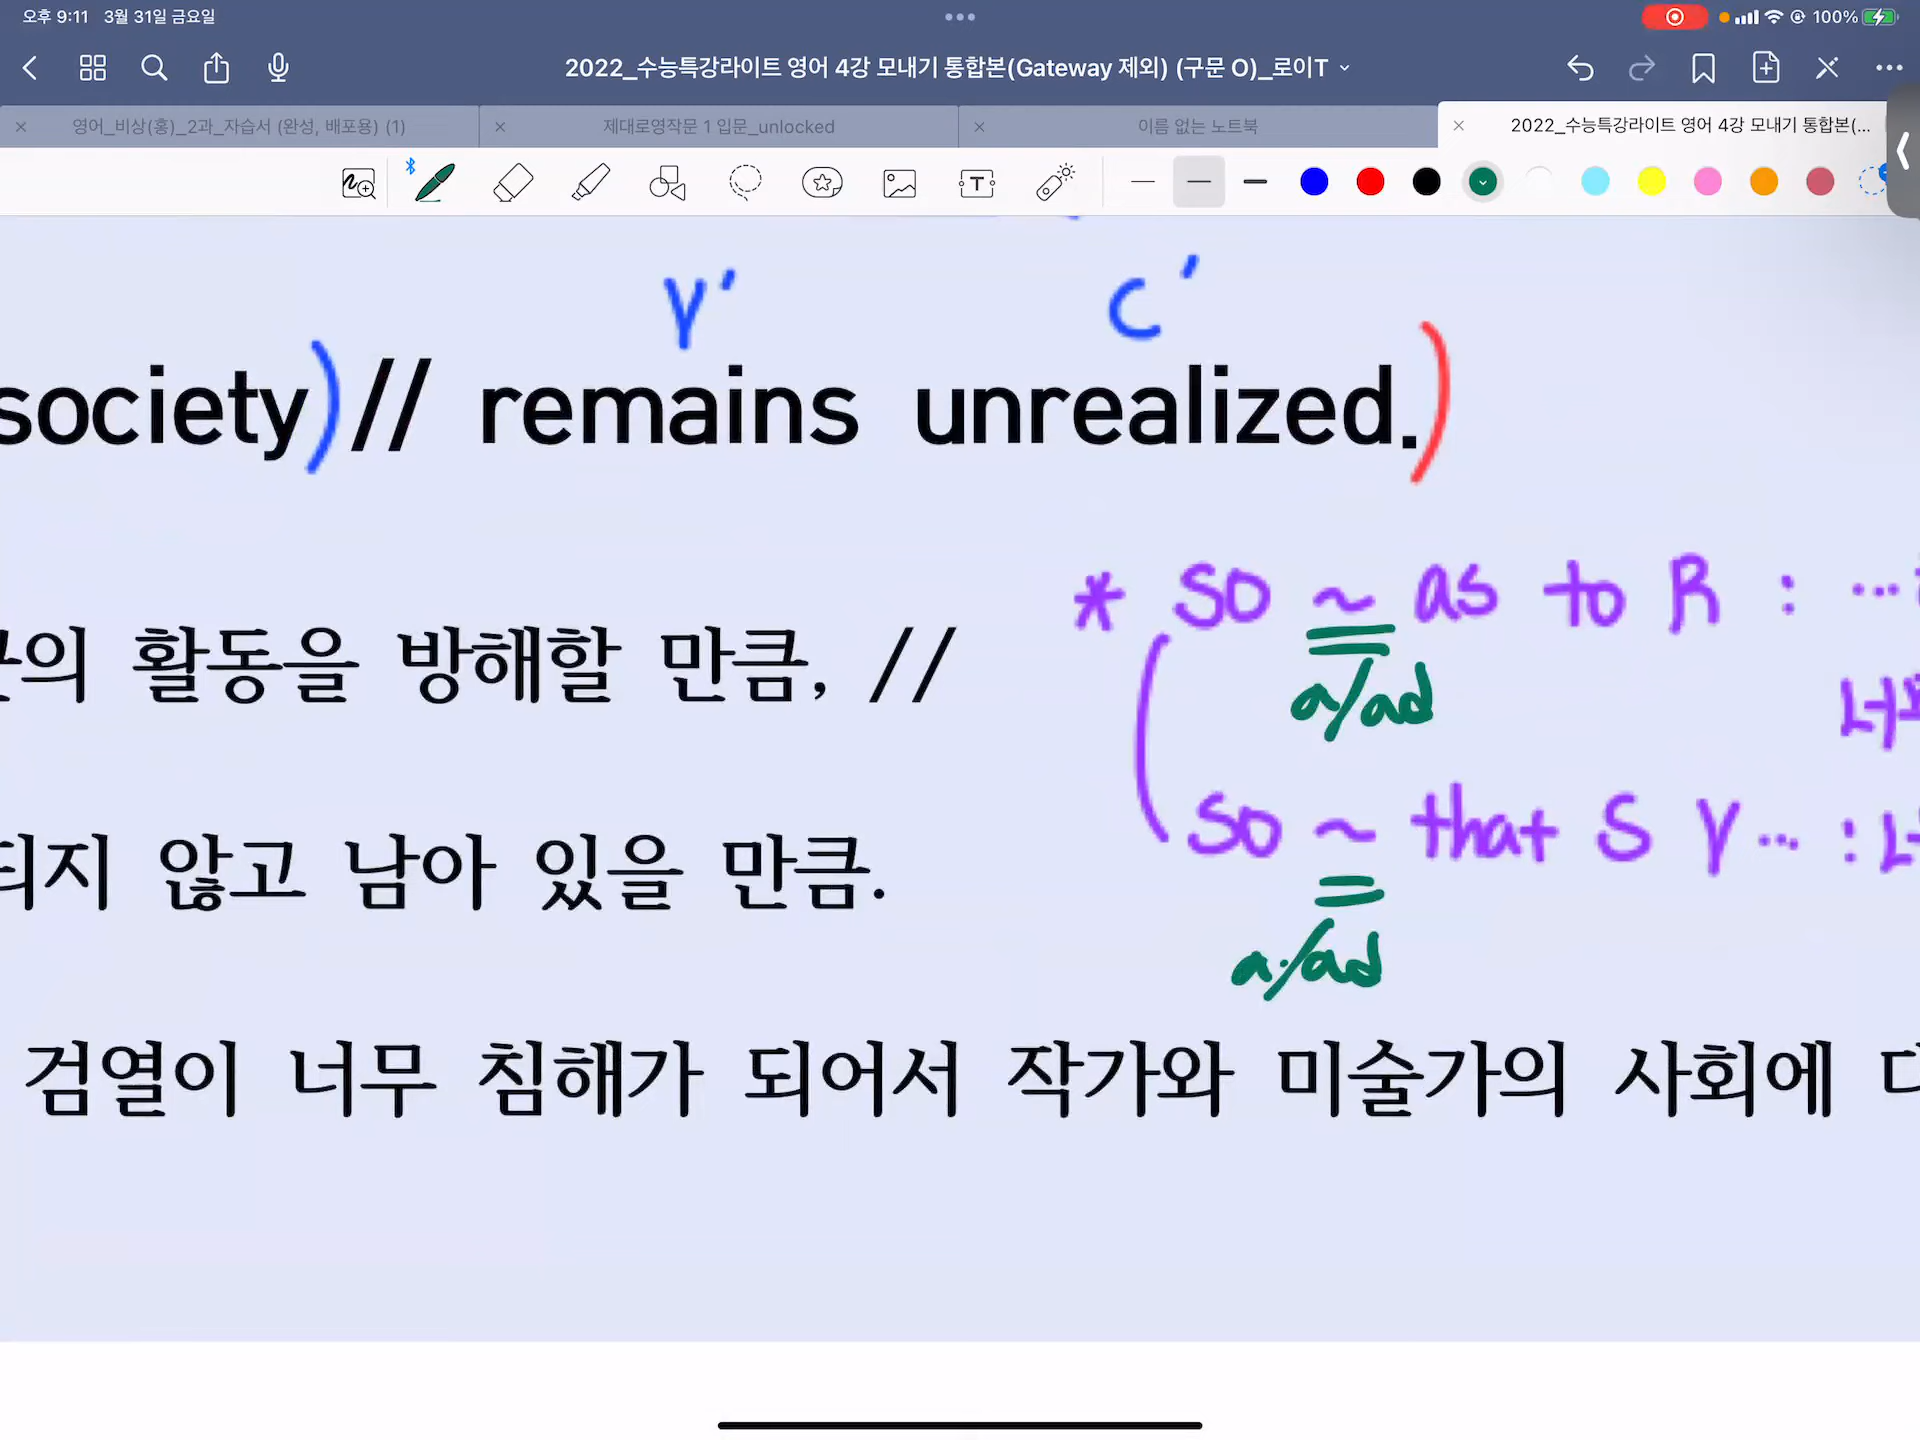 오후 9:11 3월 31일 금요일
100%
2022_수능특강라이트 영어 4강 모내기 통합본(Gateway 제외) (구문 O)_로이T
영어_비상(홍)_2과_자습서 (완성, 배포용) (1)
제대로영작문 1 입문_unlocked
이름 없는 노트북
2022_수능특강라이트 영어 4강 모내기 통합본(...
V' C'
society)// remains unrealized.)
* so ~ as to R : ...
a/ad
의 활동을 방해할 만큼, //
so ~ that S V... :
지 않고 남아 있을 만큼.
a/ad
검열이 너무 침해가 되어서 작가와 미술가의 사회에